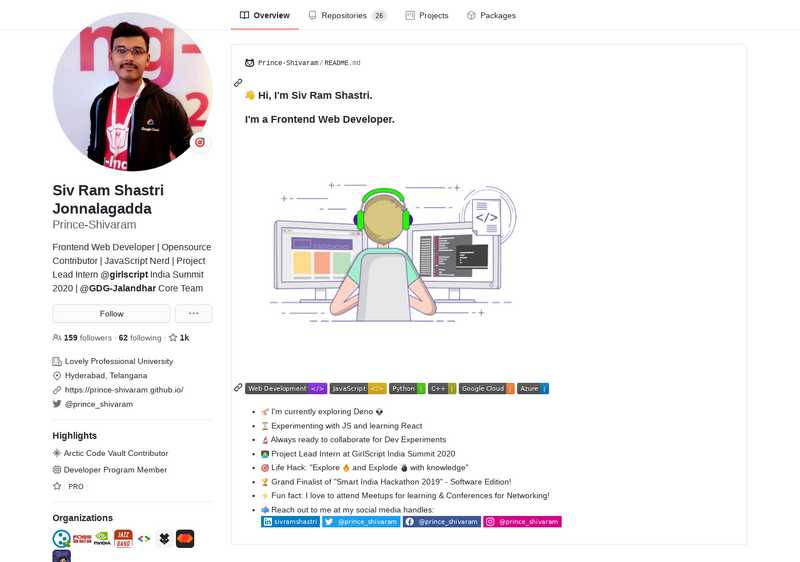 Overview
Repositories 26
Projects
Packages
Prince-Shivaram/README.md
👋 Hi, I'm Siv Ram Shastri.
I'm a Frontend Web Developer.
</>
Siv Ram Shastri
Jonnalagadda
Prince-Shivaram
Frontend Web Developer | Opensource
Contributor | JavaScript Nerd | Project
Lead Intern @girlscript India Summit
2020 | @GDG-Jalandhar Core Team
Follow
159 followers · 62 following · 1k
Lovely Professional University
Hyderabad, Telangana
https://prince-shivaram.github.io/
@prince_shivaram
Highlights
Arctic Code Vault Contributor
Developer Program Member
PRO
Organizations
FOSS
NVIDIA
JAZZ
BAND
Web Development </> JavaScript </> Python | C++ | Google Cloud | Azure |
I'm currently exploring Deno
Experimenting with JS and learning React
Always ready to collaborate for Dev Experiments
Project Lead Intern at GirlScript India Summit 2020
Life Hack: "Explore 🔥 and Explode 💣 with knowledge"
Grand Finalist of "Smart India Hackathon 2019" - Software Edition!
Fun fact: I love to attend Meetups for learning & Conferences for Networking!
Reach out to me at my social media handles:
sivramshastri @prince_shivaram @prince_shivaram @prince_shivaram